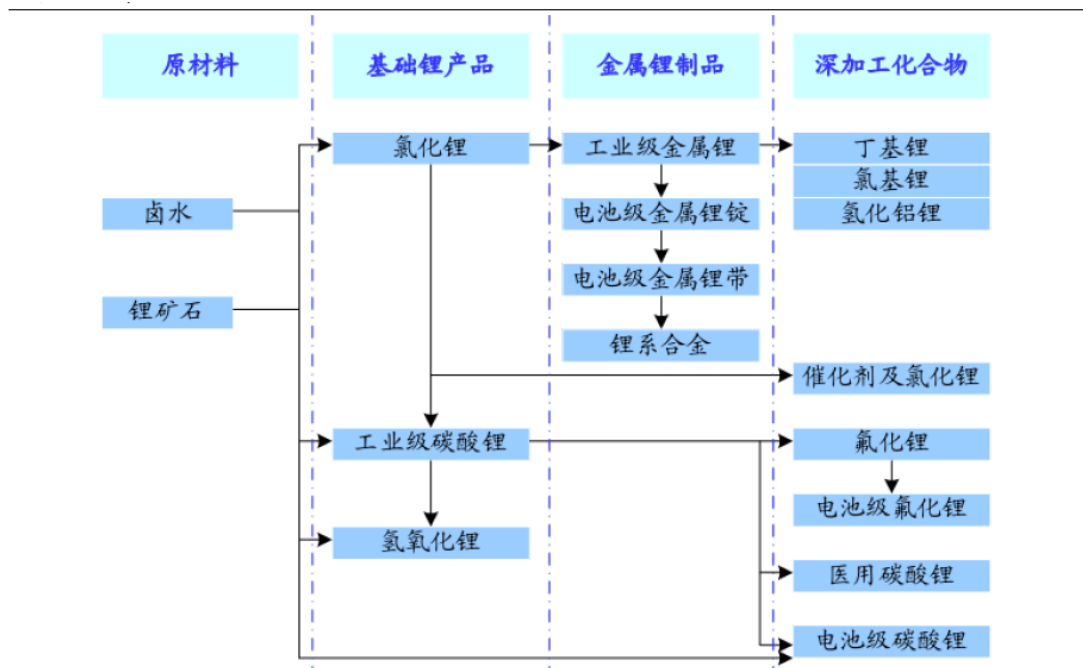 原材料
基础锂产品
金属锂制品
深加工化合物
氯化锂
工业级金属锂
丁基锂
氯基锂
卤水
电池级金属锂锭
氢化铝锂
电池级金属锂带
锂矿石
锂系合金
催化剂及氯化锂
工业级碳酸锂
氟化锂
电池级氟化锂
氢氧化锂
医用碳酸锂
电池级碳酸锂